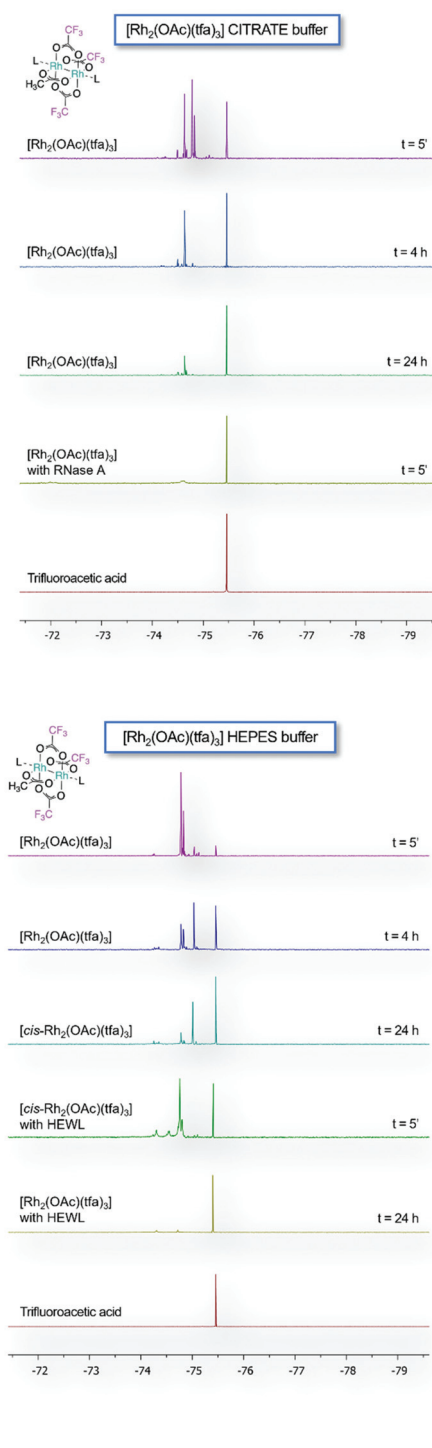 [Rh₂(OAc)(tfa)₃] CITRATE buffer
CF₃
O
O
CF₃
L
Rh
O
O
O
Rh
L
H₃C
O
O
O
F₃C
[Rh₂(OAc)(tfa)₃] t = 5'
[Rh₂(OAc)(tfa)₃] t = 4 h
[Rh₂(OAc)(tfa)₃] t = 24 h
[Rh₂(OAc)(tfa)₃]
with RNase A t = 5'
Trifluoroacetic acid
-72 -73 -74 -75 -76 -77 -78 -79
[Rh₂(OAc)(tfa)₃] HEPES buffer
CF₃
O
O
CF₃
L
Rh
O
O
O
Rh
L
H₃C
O
O
O
F₃C
[Rh₂(OAc)(tfa)₃] t = 5'
[Rh₂(OAc)(tfa)₃] t = 4 h
[cis-Rh₂(OAc)(tfa)₃] t = 24 h
[cis-Rh₂(OAc)(tfa)₃]
with HEWL t = 5'
[Rh₂(OAc)(tfa)₃]
with HEWL t = 24 h
Trifluoroacetic acid
-72 -73 -74 -75 -76 -77 -78 -79